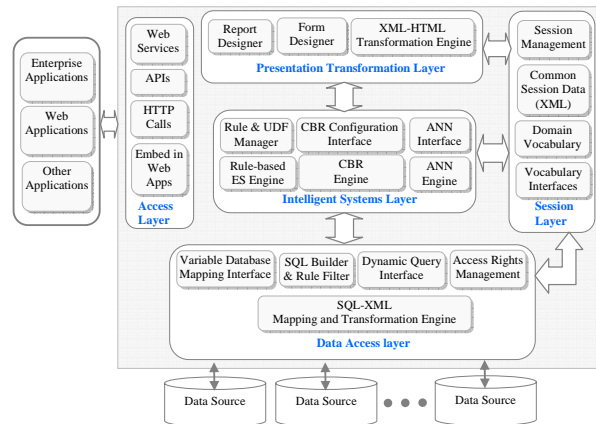 Enterprise
Applications
Web
Applications
Other
Applications
Web
Services
APIs
HTTP
Calls
Embed in
Web
Apps
Access
Layer
Report
Designer
Form
Designer
XML-HTML
Transformation Engine
Presentation Transformation Layer
Rule & UDF
Manager
CBR Configuration
Interface
ANN
Interface
Rule-based
ES Engine
CBR
Engine
ANN
Engine
Intelligent Systems Layer
Session
Management
Common
Session Data
(XML)
Domain
Vocabulary
Vocabulary
Interfaces
Session
Layer
Variable Database
Mapping Interface
SQL Builder
& Rule Filter
Dynamic Query
Interface
Access Rights
Management
SQL-XML
Mapping and Transformation Engine
Data Access layer
Data Source
Data Source
Data Source